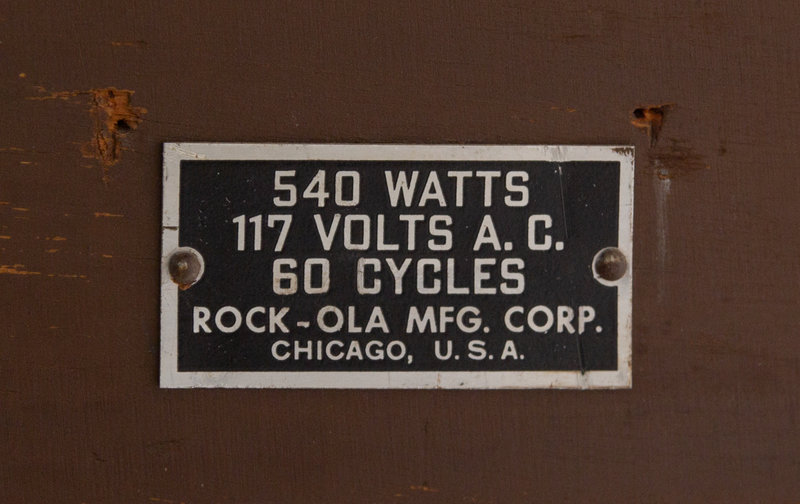 540 WATTS
117 VOLTS A. C.
60 CYCLES
ROCK-OLA MFG. CORP.
CHICAGO, U. S. A.